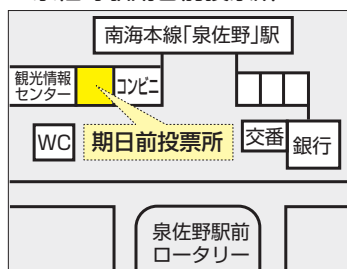 南海本線「泉佐野」駅
観光情報
センター
コンビニ
WC
期日前投票所
交番
銀行
泉佐野駅前
ロータリー